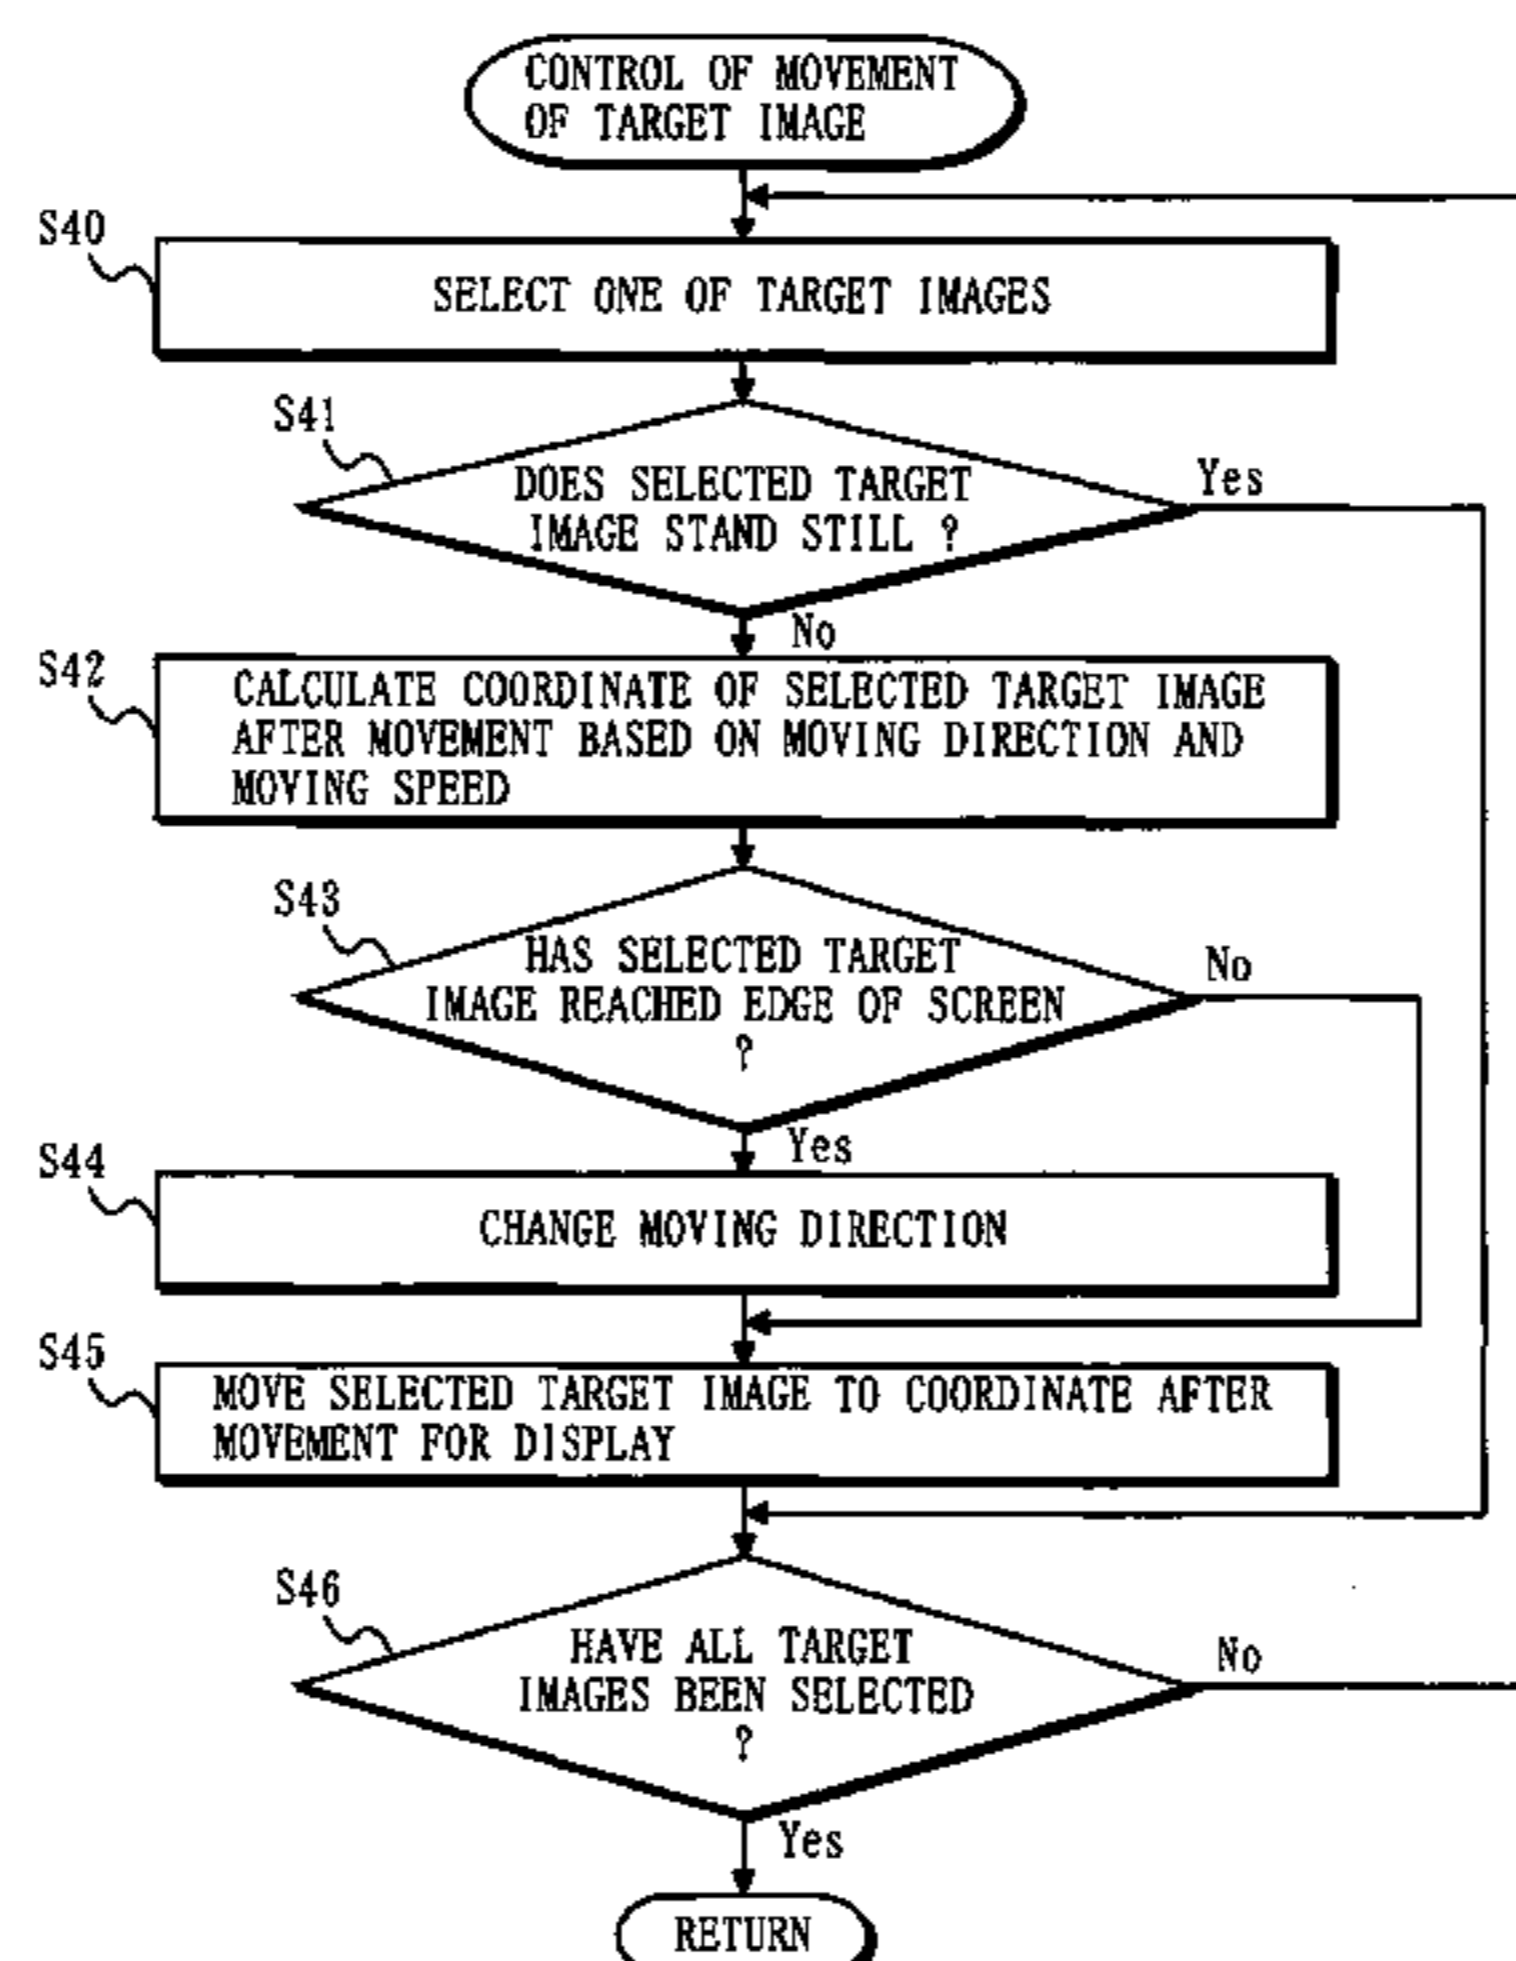 CONTROL OF MOVEMENT
OF TARGET IMAGE
S40
SELECT ONE OF TARGET IMAGES
S41
DOES SELECTED TARGET
IMAGE STAND STILL ?
Yes
No
S42
CALCULATE COORDINATE OF SELECTED TARGET IMAGE
AFTER MOVEMENT BASED ON MOVING DIRECTION AND
MOVING SPEED
S43
HAS SELECTED TARGET
IMAGE REACHED EDGE OF SCREEN
?
No
Yes
S44
CHANGE MOVING DIRECTION
S45
MOVE SELECTED TARGET IMAGE TO COORDINATE AFTER
MOVEMENT FOR DISPLAY
S46
HAVE ALL TARGET
IMAGES BEEN SELECTED
?
No
Yes
RETURN